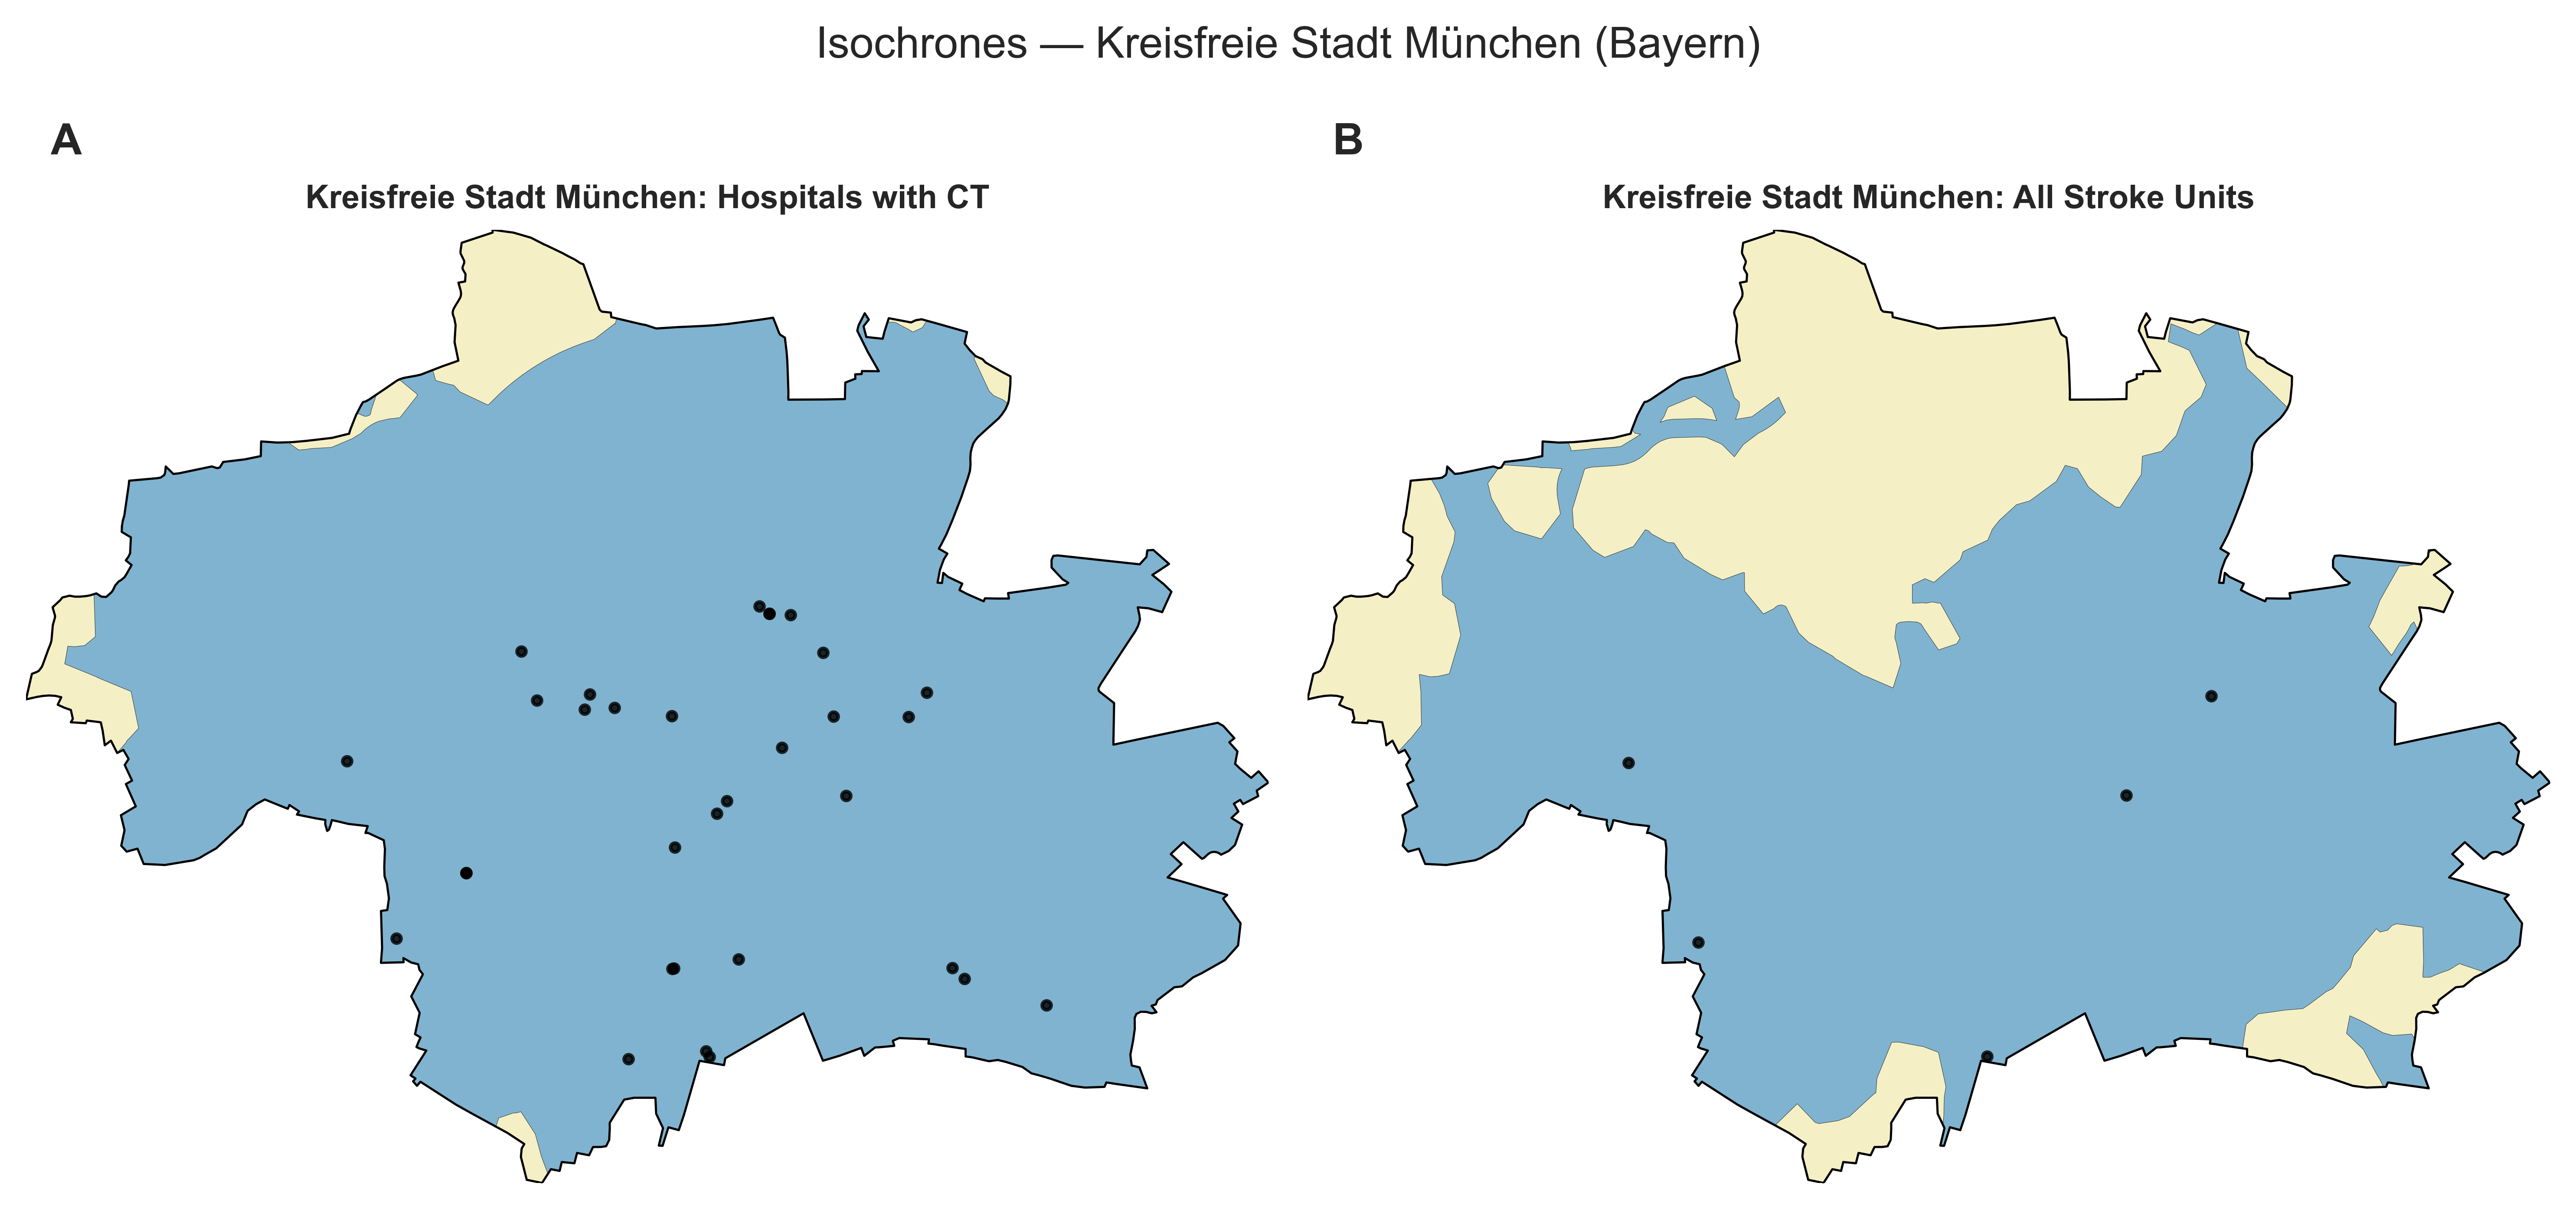 Isochrones — Kreisfreie Stadt München (Bayern)
A
B
Kreisfreie Stadt München: Hospitals with CT
Kreisfreie Stadt München: All Stroke Units